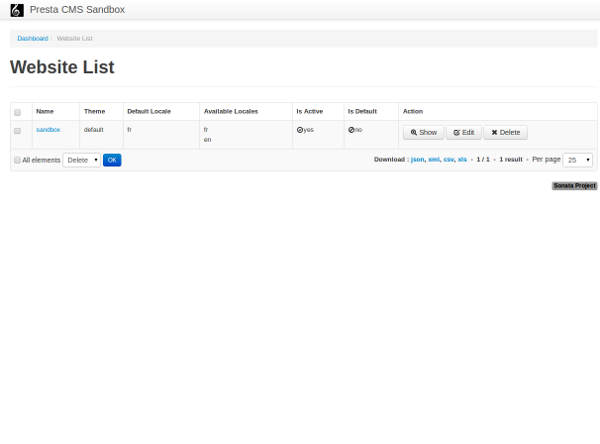 Presta CMS Sandbox
Dashboard / Website List
Website List
Name Theme Default Locale Available Locales Is Active Is Default Action
sandbox default fr fr yes no Show Edit Delete
en
All elements Delete OK Download : json, xml, csv, xls - 1 / 1 - 1 result - Per page 25
Sonata Project